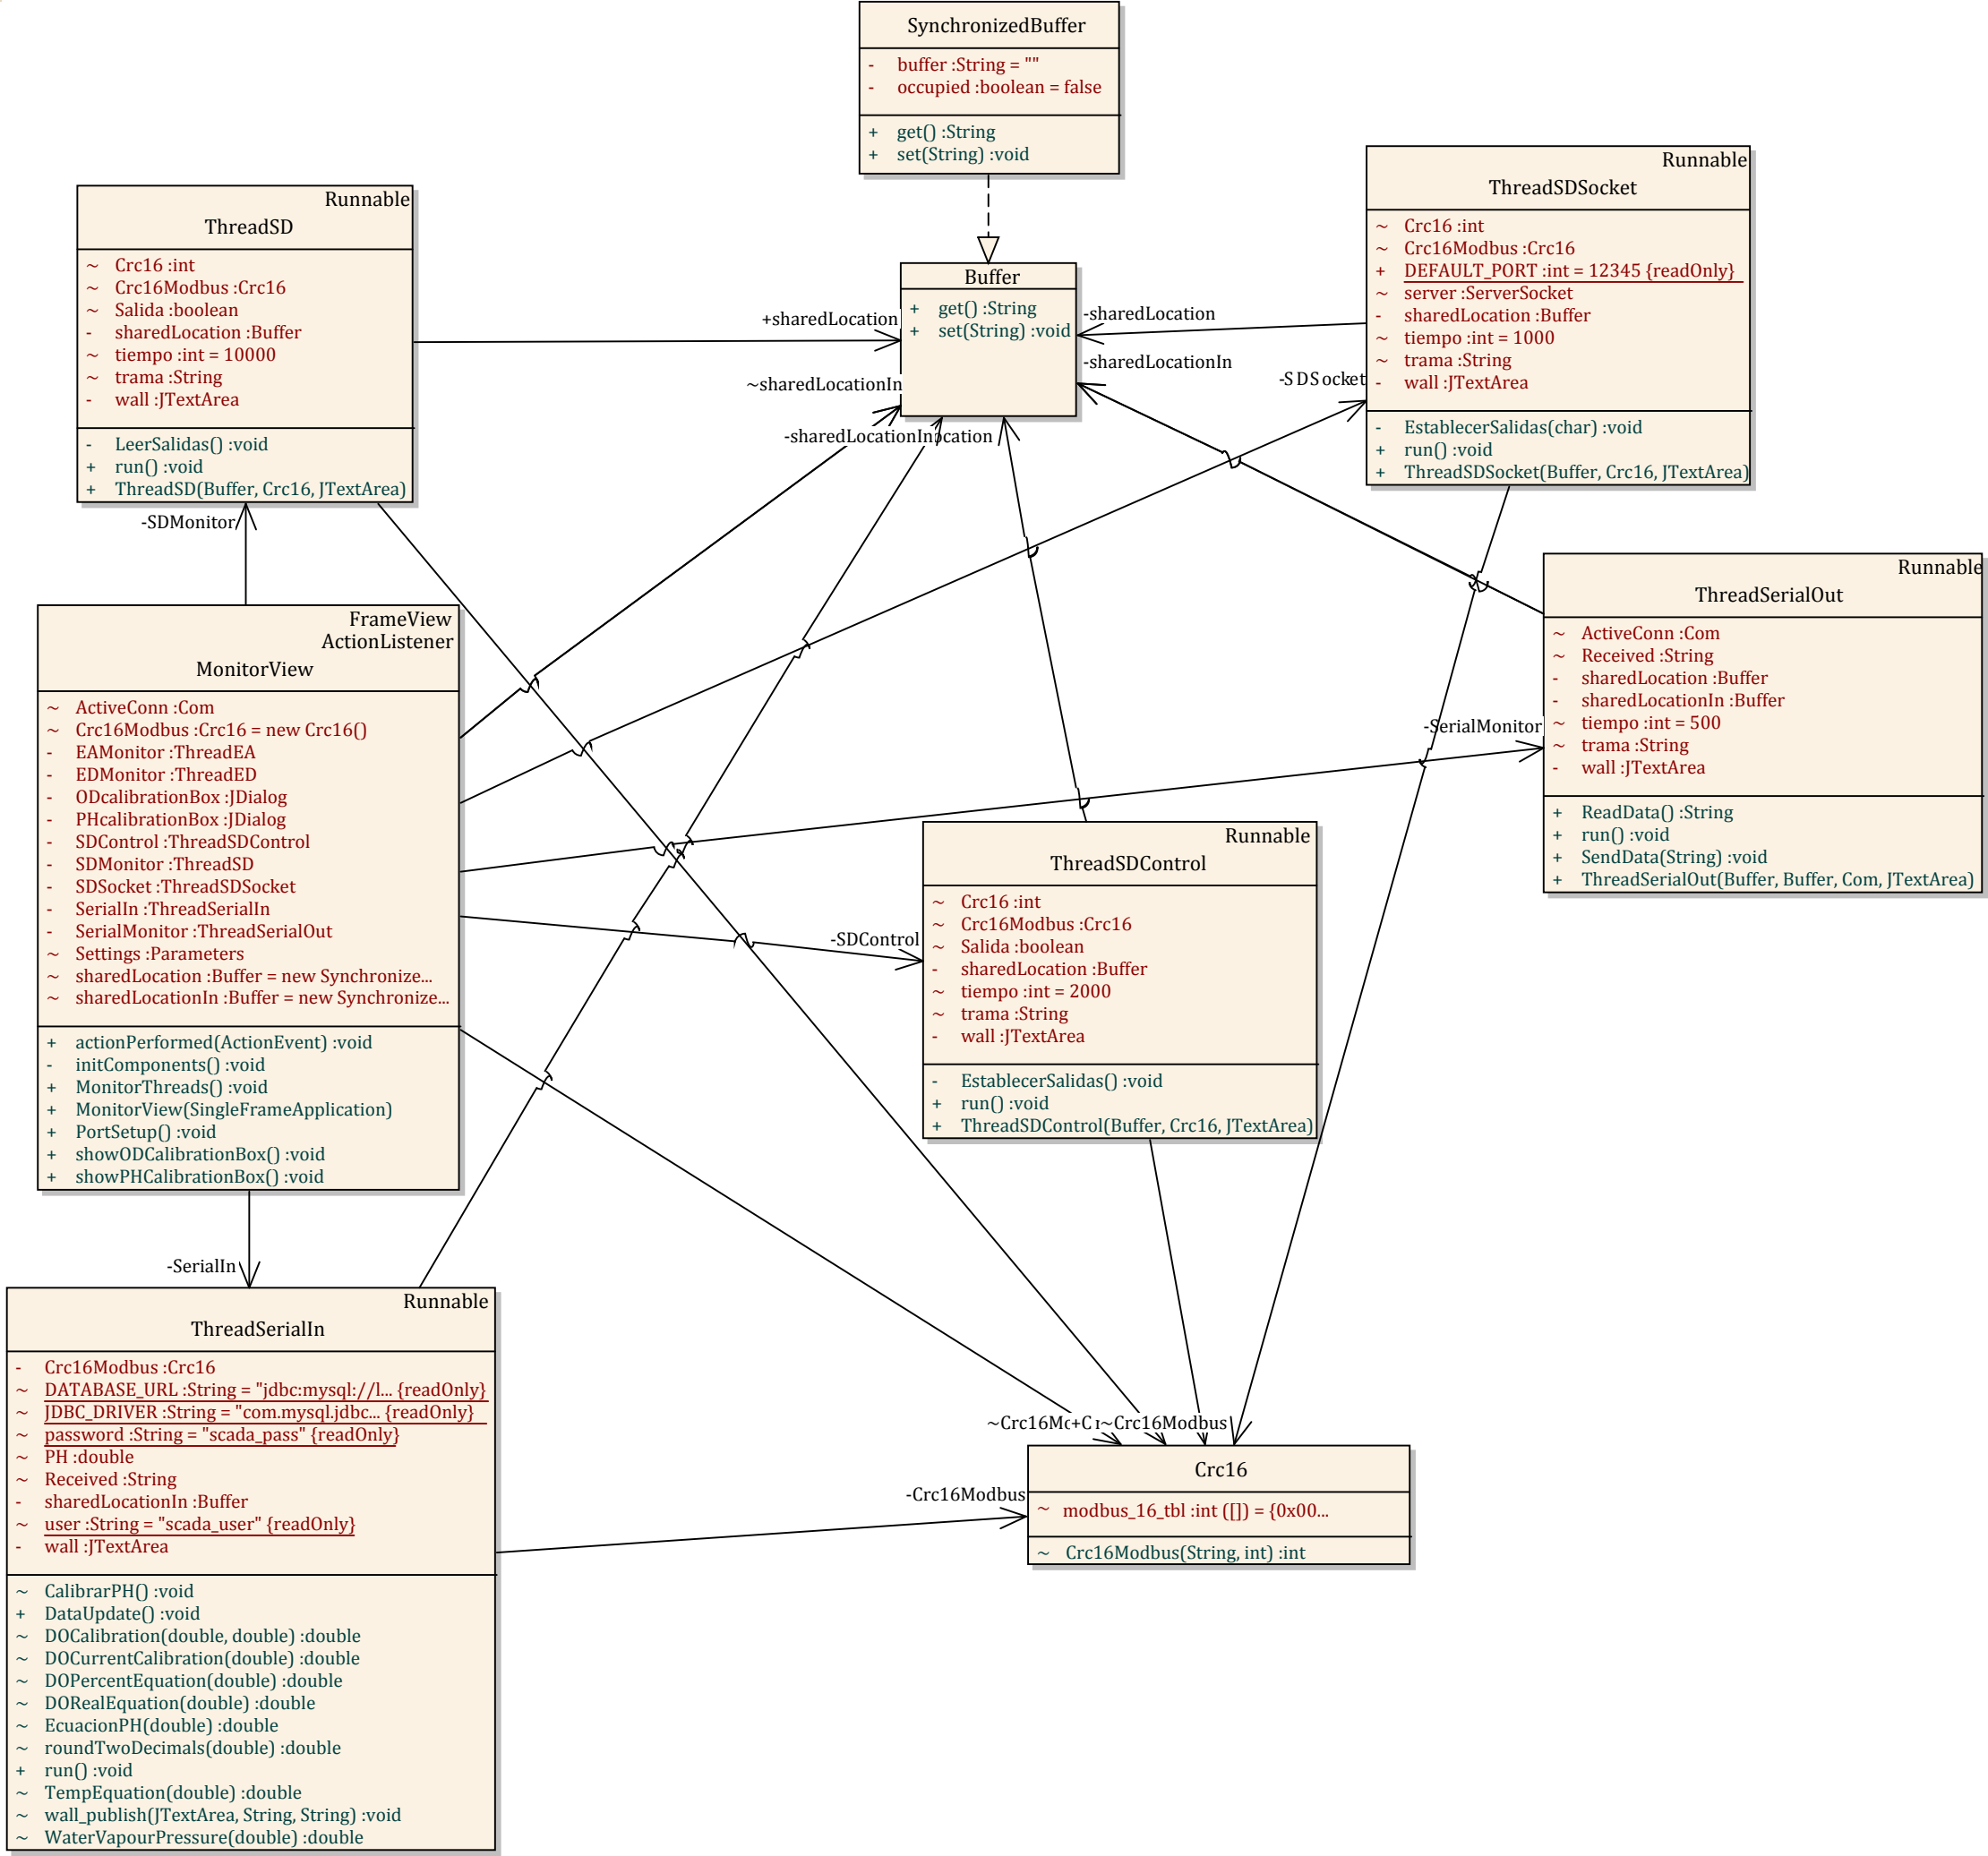 SynchronizedBuffer
- buffer :String = ""
- occupied :boolean = false
+ get() :String
+ set(String) :void
Runnable
ThreadSDSocket
~ Crc16 :int
~ Crc16Modbus :Crc16
+ DEFAULT_PORT :int = 12345 {readOnly}
~ server :ServerSocket
- sharedLocation :Buffer
~ tiempo :int = 1000
~ trama :String
- wall :JTextArea
- EstablecerSalidas(char) :void
+ run() :void
+ ThreadSDSocket(Buffer, Crc16, JTextArea)
Runnable
ThreadSD
~ Crc16 :int
~ Crc16Modbus :Crc16
~ Salida :boolean
- sharedLocation :Buffer
~ tiempo :int = 10000
~ trama :String
- wall :JTextArea
- LeerSalidas() :void
+ run() :void
+ ThreadSD(Buffer, Crc16, JTextArea)
Buffer
+ get() :String
+ set(String) :void
+sharedLocation
-sharedLocation
-sharedLocationIn
~sharedLocationIn
-SDSocket
-sharedLocationIn
-SDMonitor
Runnable
ThreadSerialOut
~ ActiveConn :Com
~ Received :String
- sharedLocation :Buffer
- sharedLocationIn :Buffer
~ tiempo :int = 500
~ trama :String
- wall :JTextArea
+ ReadData() :String
+ run() :void
+ SendData(String) :void
+ ThreadSerialOut(Buffer, Buffer, Com, JTextArea)
FrameView
ActionListener
MonitorView
~ ActiveConn :Com
~ Crc16Modbus :Crc16 = new Crc16()
- EAMonitor :ThreadEA
- EDMonitor :ThreadED
- ODcalibrationBox :JDialog
- PHcalibrationBox :JDialog
- SDControl :ThreadSDControl
- SDMonitor :ThreadSD
- SDSocket :ThreadSDSocket
- SerialIn :ThreadSerialIn
- SerialMonitor :ThreadSerialOut
~ Settings :Parameters
~ sharedLocation :Buffer = new Synchronize...
~ sharedLocationIn :Buffer = new Synchronize...
+ actionPerformed(ActionEvent) :void
- initComponents() :void
+ MonitorThreads() :void
+ MonitorView(SingleFrameApplication)
+ PortSetup() :void
+ showODCalibrationBox() :void
+ showPHCalibrationBox() :void
-SerialMonitor
-SDControl
Runnable
ThreadSDControl
~ Crc16 :int
~ Crc16Modbus :Crc16
~ Salida :boolean
- sharedLocation :Buffer
~ tiempo :int = 2000
~ trama :String
- wall :JTextArea
- EstablecerSalidas() :void
+ run() :void
+ ThreadSDControl(Buffer, Crc16, JTextArea)
-SerialIn
Runnable
ThreadSerialIn
- Crc16Modbus :Crc16
~ DATABASE_URL :String = "jdbc:mysql://l... {readOnly}
~ JDBC_DRIVER :String = "com.mysql.jdbc... {readOnly}
~ password :String = "scada_pass" {readOnly}
~ PH :double
~ Received :String
- sharedLocationIn :Buffer
~ user :String = "scada_user" {readOnly}
- wall :JTextArea
~ CalibrarPH() :void
+ DataUpdate() :void
~ DOCalibration(double, double) :double
~ DOCurrentCalibration(double) :double
~ DOPercentEquation(double) :double
~ DORealEquation(double) :double
~ EcuacionPH(double) :double
~ roundTwoDecimals(double) :double
+ run() :void
~ TempEquation(double) :double
~ wall_publish(JTextArea, String, String) :void
~ WaterVapourPressure(double) :double
~Crc16Modbus
-Crc16Modbus
Crc16
~ modbus_16_tbl :int ([]) = {0x00...
~ Crc16Modbus(String, int) :int